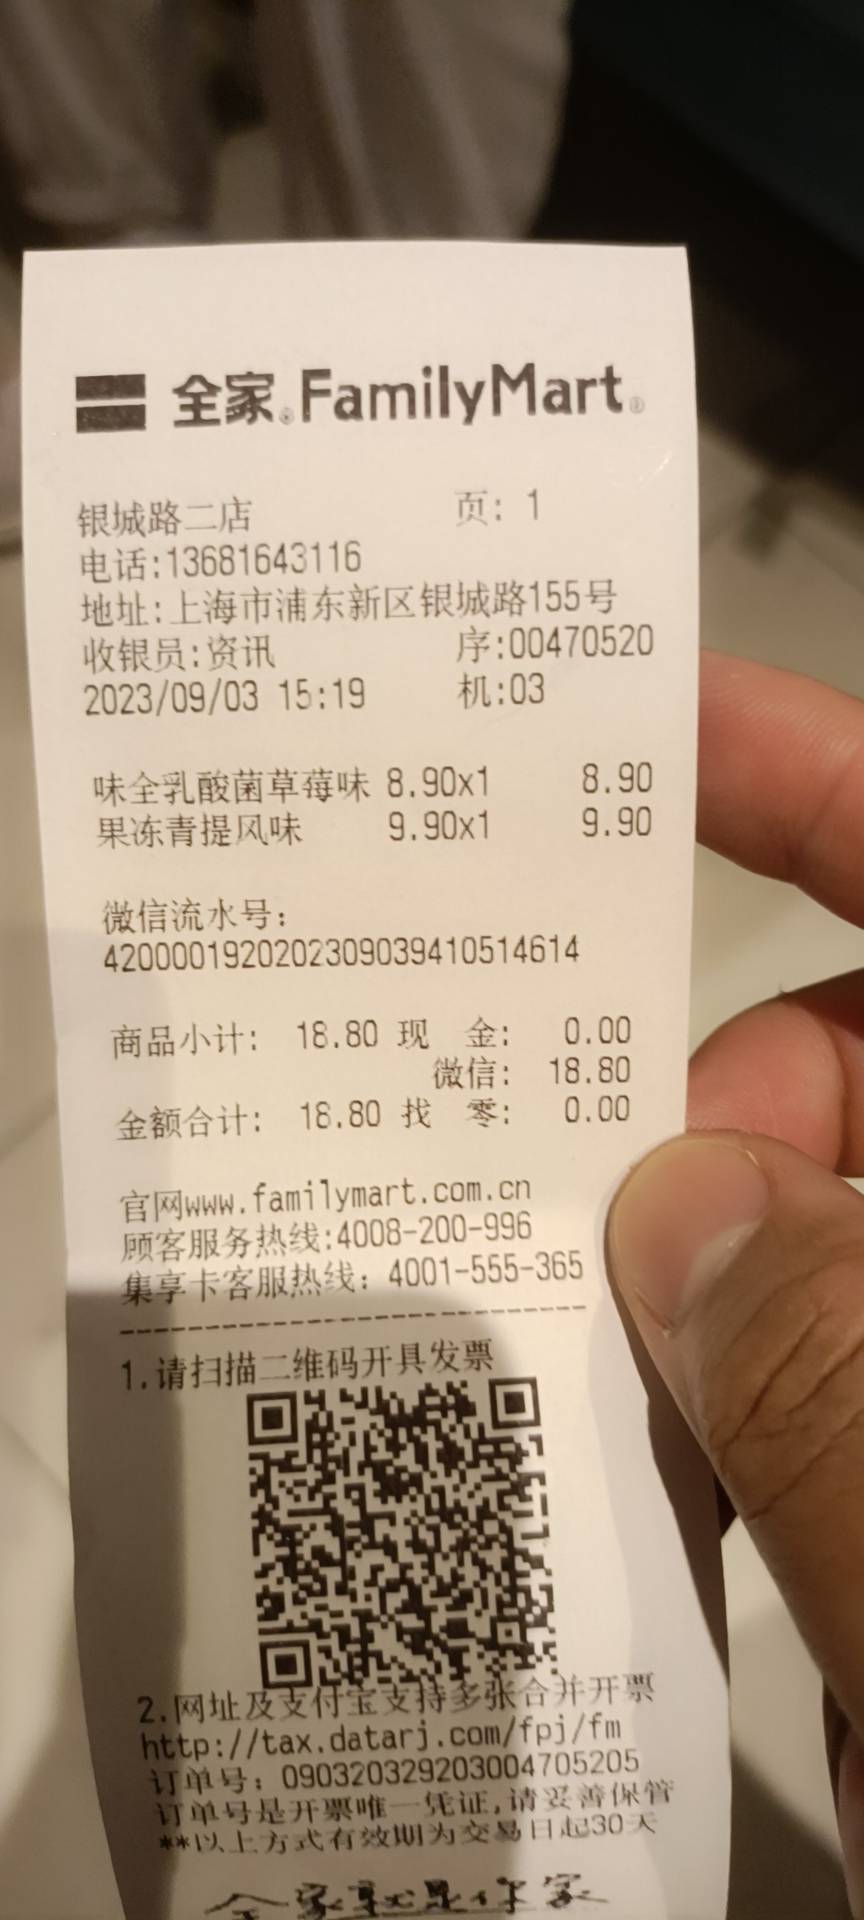 全家 FamilyMart
银城路二店 页: 1
电话:13681643116
地址:上海市浦东新区银城路155号
收银员:资讯 序:00470520
2023/09/03 15:19 机:03
味全乳酸菌草莓味 8.90x1 8.90
果冻青提风味 9.90x1 9.90
微信流水号:
4200001920202309039410514614
商品小计: 18.80 现 金: 0.00
微信: 18.80
金额合计: 18.80 找 零: 0.00
官网www.familymart.com.cn
顾客服务热线:4008-200-996
集享卡客服热线: 4001-555-365
1.请扫描二维码开具发票
2.网址及支付宝支持多张合并开票
http://tax.datarj.com/fpj/fm
订单号: 090320329203004705205
订单号是开票唯一凭证,请妥善保管
**以上方式有效期为交易日起30天
全家就是你家